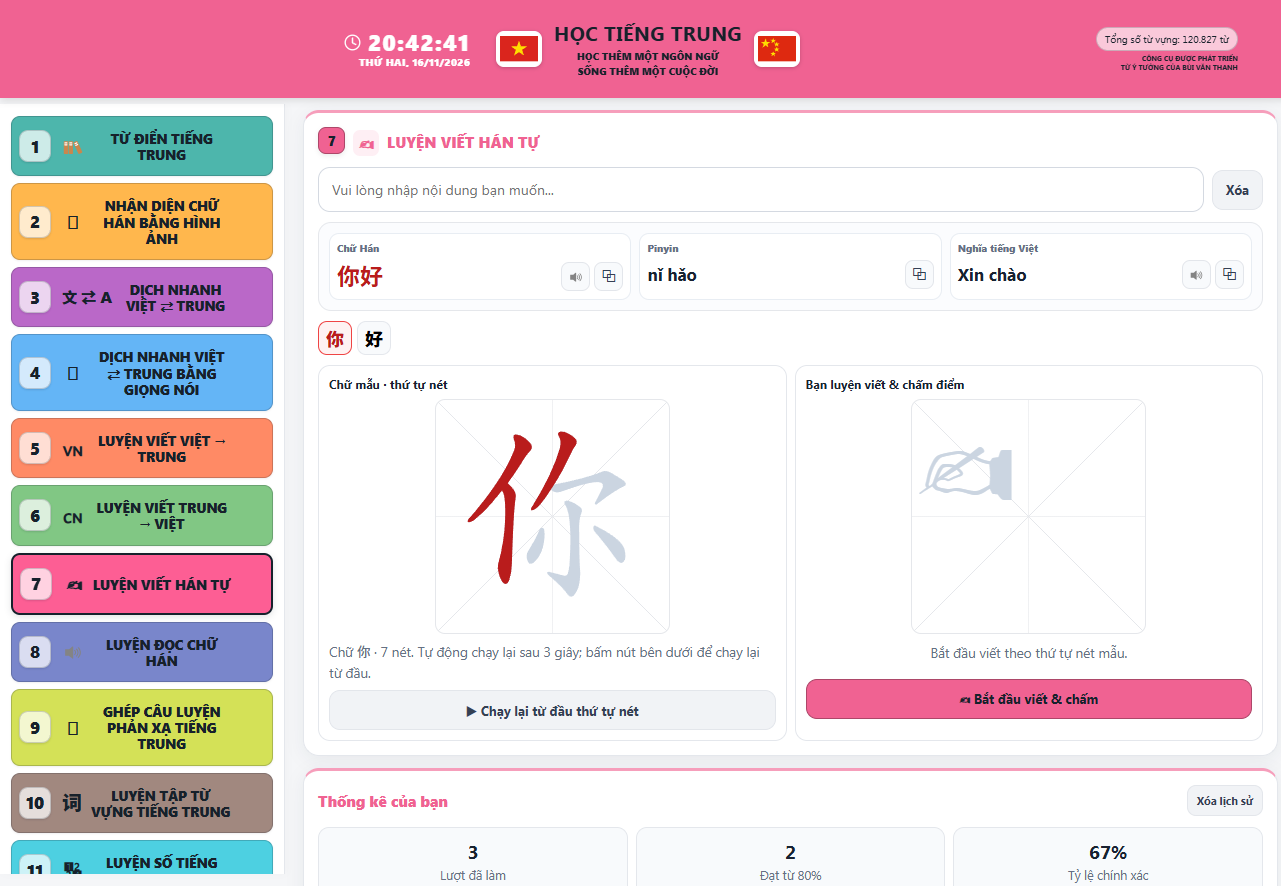 20:42:41
THỨ HAI, 16/11/2026
HỌC TIẾNG TRUNG
HỌC THÊM MỘT NGÔN NGỮ
SỐNG THÊM MỘT CUỘC ĐỜI
Tổng số từ vựng: 120.827 từ
CÔNG CỤ ĐƯỢC PHÁT TRIỂN
TỪ Ý TƯỞNG CỦA BÙI VĂN THANH
1
TỪ ĐIỂN TIẾNG
TRUNG
2
NHẬN DIỆN CHỮ
HÁN BẰNG HÌNH
ẢNH
3 文 ⇄ A
DỊCH NHANH
VIỆT ⇄ TRUNG
4
DỊCH NHANH VIỆT
⇄ TRUNG BẰNG
GIỌNG NÓI
5 VN
LUYỆN VIẾT VIỆT →
TRUNG
6 CN
LUYỆN VIẾT TRUNG
→ VIỆT
7 ✍ LUYỆN VIẾT HÁN TỰ
8
LUYỆN ĐỌC CHỮ
HÁN
9
GHÉP CÂU LUYỆN
PHẢN XẠ TIẾNG
TRUNG
10 词
LUYỆN TẬP TỪ
VỰNG TIẾNG TRUNG
11
LUYỆN SỐ TIẾNG
7 ✍ LUYỆN VIẾT HÁN TỰ
Vui lòng nhập nội dung bạn muốn...
Xóa
Chữ Hán
你好
Pinyin
nǐ hǎo
Nghĩa tiếng Việt
Xin chào
你 好
Chữ mẫu · thứ tự nét
你
Chữ 你 · 7 nét. Tự động chạy lại sau 3 giây; bấm nút bên dưới để chạy lại
từ đầu.
▶ Chạy lại từ đầu thứ tự nét
Bạn luyện viết & chấm điểm
✍
Bắt đầu viết theo thứ tự nét mẫu.
✍ Bắt đầu viết & chấm
Thống kê của bạn
Xóa lịch sử
3
Lượt đã làm
2
Đạt từ 80%
67%
Tỷ lệ chính xác